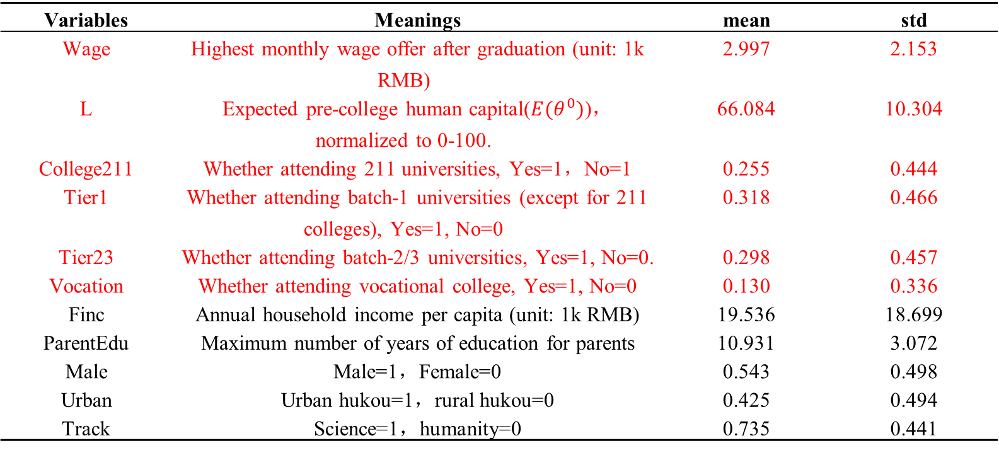 Variables Meanings mean std
Wage Highest monthly wage offer after graduation (unit: 1k 2.997 2.153
RMB)
L Expected pre-college human capital(𝐸(𝜃⁰))， 66.084 10.304
normalized to 0-100.
College211 Whether attending 211 universities, Yes=1，No=1 0.255 0.444
Tier1 Whether attending batch-1 universities (except for 211 0.318 0.466
colleges), Yes=1, No=0
Tier23 Whether attending batch-2/3 universities, Yes=1, No=0. 0.298 0.457
Vocation Whether attending vocational college, Yes=1, No=0 0.130 0.336
Finc Annual household income per capita (unit: 1k RMB) 19.536 18.699
ParentEdu Maximum number of years of education for parents 10.931 3.072
Male Male=1，Female=0 0.543 0.498
Urban Urban hukou=1，rural hukou=0 0.425 0.494
Track Science=1，humanity=0 0.735 0.441